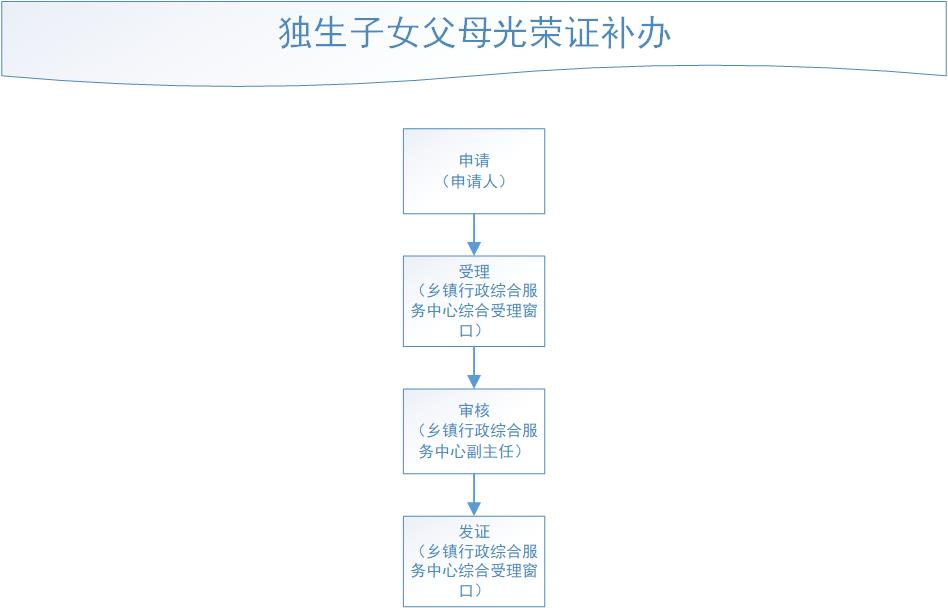 独生子女父母光荣证补办
申请
（申请人）
受理
（乡镇行政综合服
务中心综合受理窗
口）
审核
（乡镇行政综合服
务中心副主任）
发证
（乡镇行政综合服
务中心综合受理窗
口）